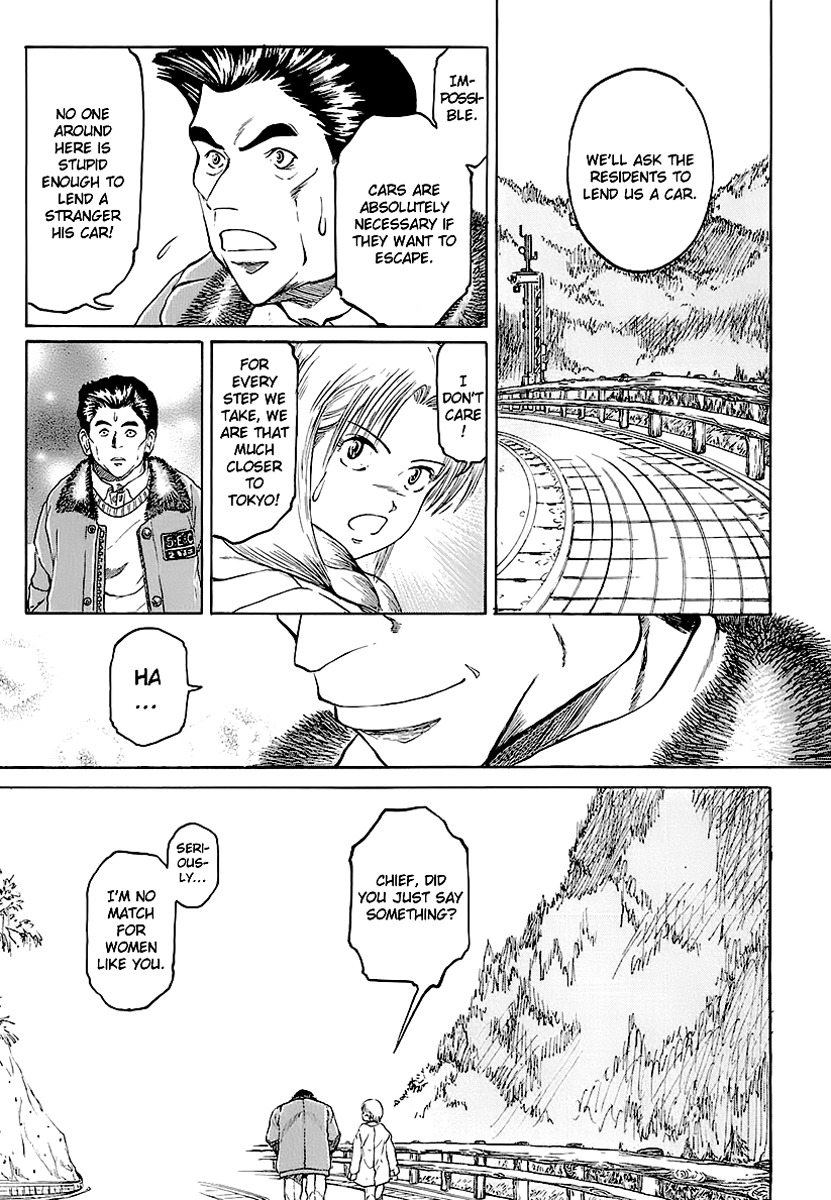 WE'LL ASK THE
RESIDENTS TO
LEND US A CAR.
IM-
POSSI-
BLE.
CARS ARE
ABSOLUTELY
NECESSARY IF
THEY WANT TO
ESCAPE.
NO ONE
AROUND
HERE IS
STUPID
ENOUGH TO
LEND A
STRANGER
HIS CAR!
I
DON'T
CARE
!
FOR
EVERY
STEP WE
TAKE, WE
ARE THAT
MUCH
CLOSER
TO
TOKYO!
HA
...
CHIEF, DID
YOU JUST SAY
SOMETHING?
SERI-
OUS-
LY...
I'M NO
MATCH
FOR
WOMEN
LIKE YOU.